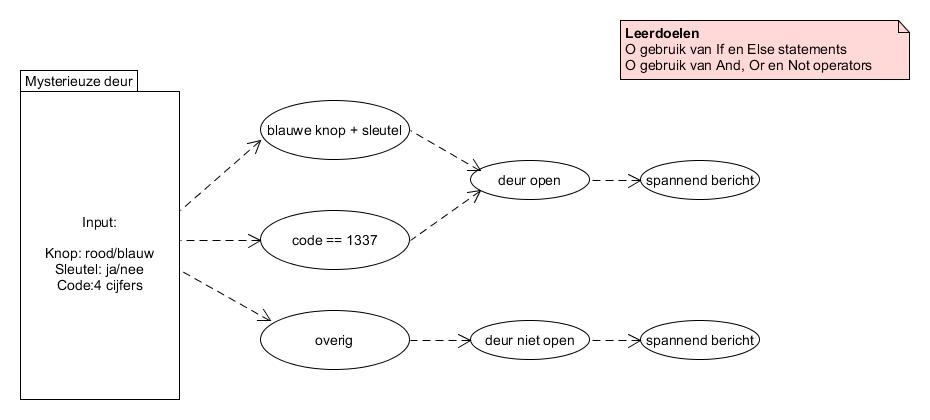 Leerdoelen
O gebruik van If en Else statements
O gebruik van And, Or en Not operators
Mysterieuze deur
Input:
Knop: rood/blauw
Sleutel: ja/nee
Code:4 cijfers
blauwe knop + sleutel
deur open
spannend bericht
code == 1337
overig
deur niet open
spannend bericht